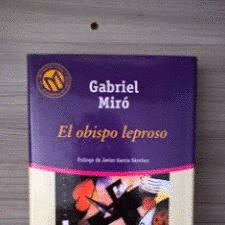 Gabriel
Miró
El obispo leproso
Prólogo de Javier García Sánchez